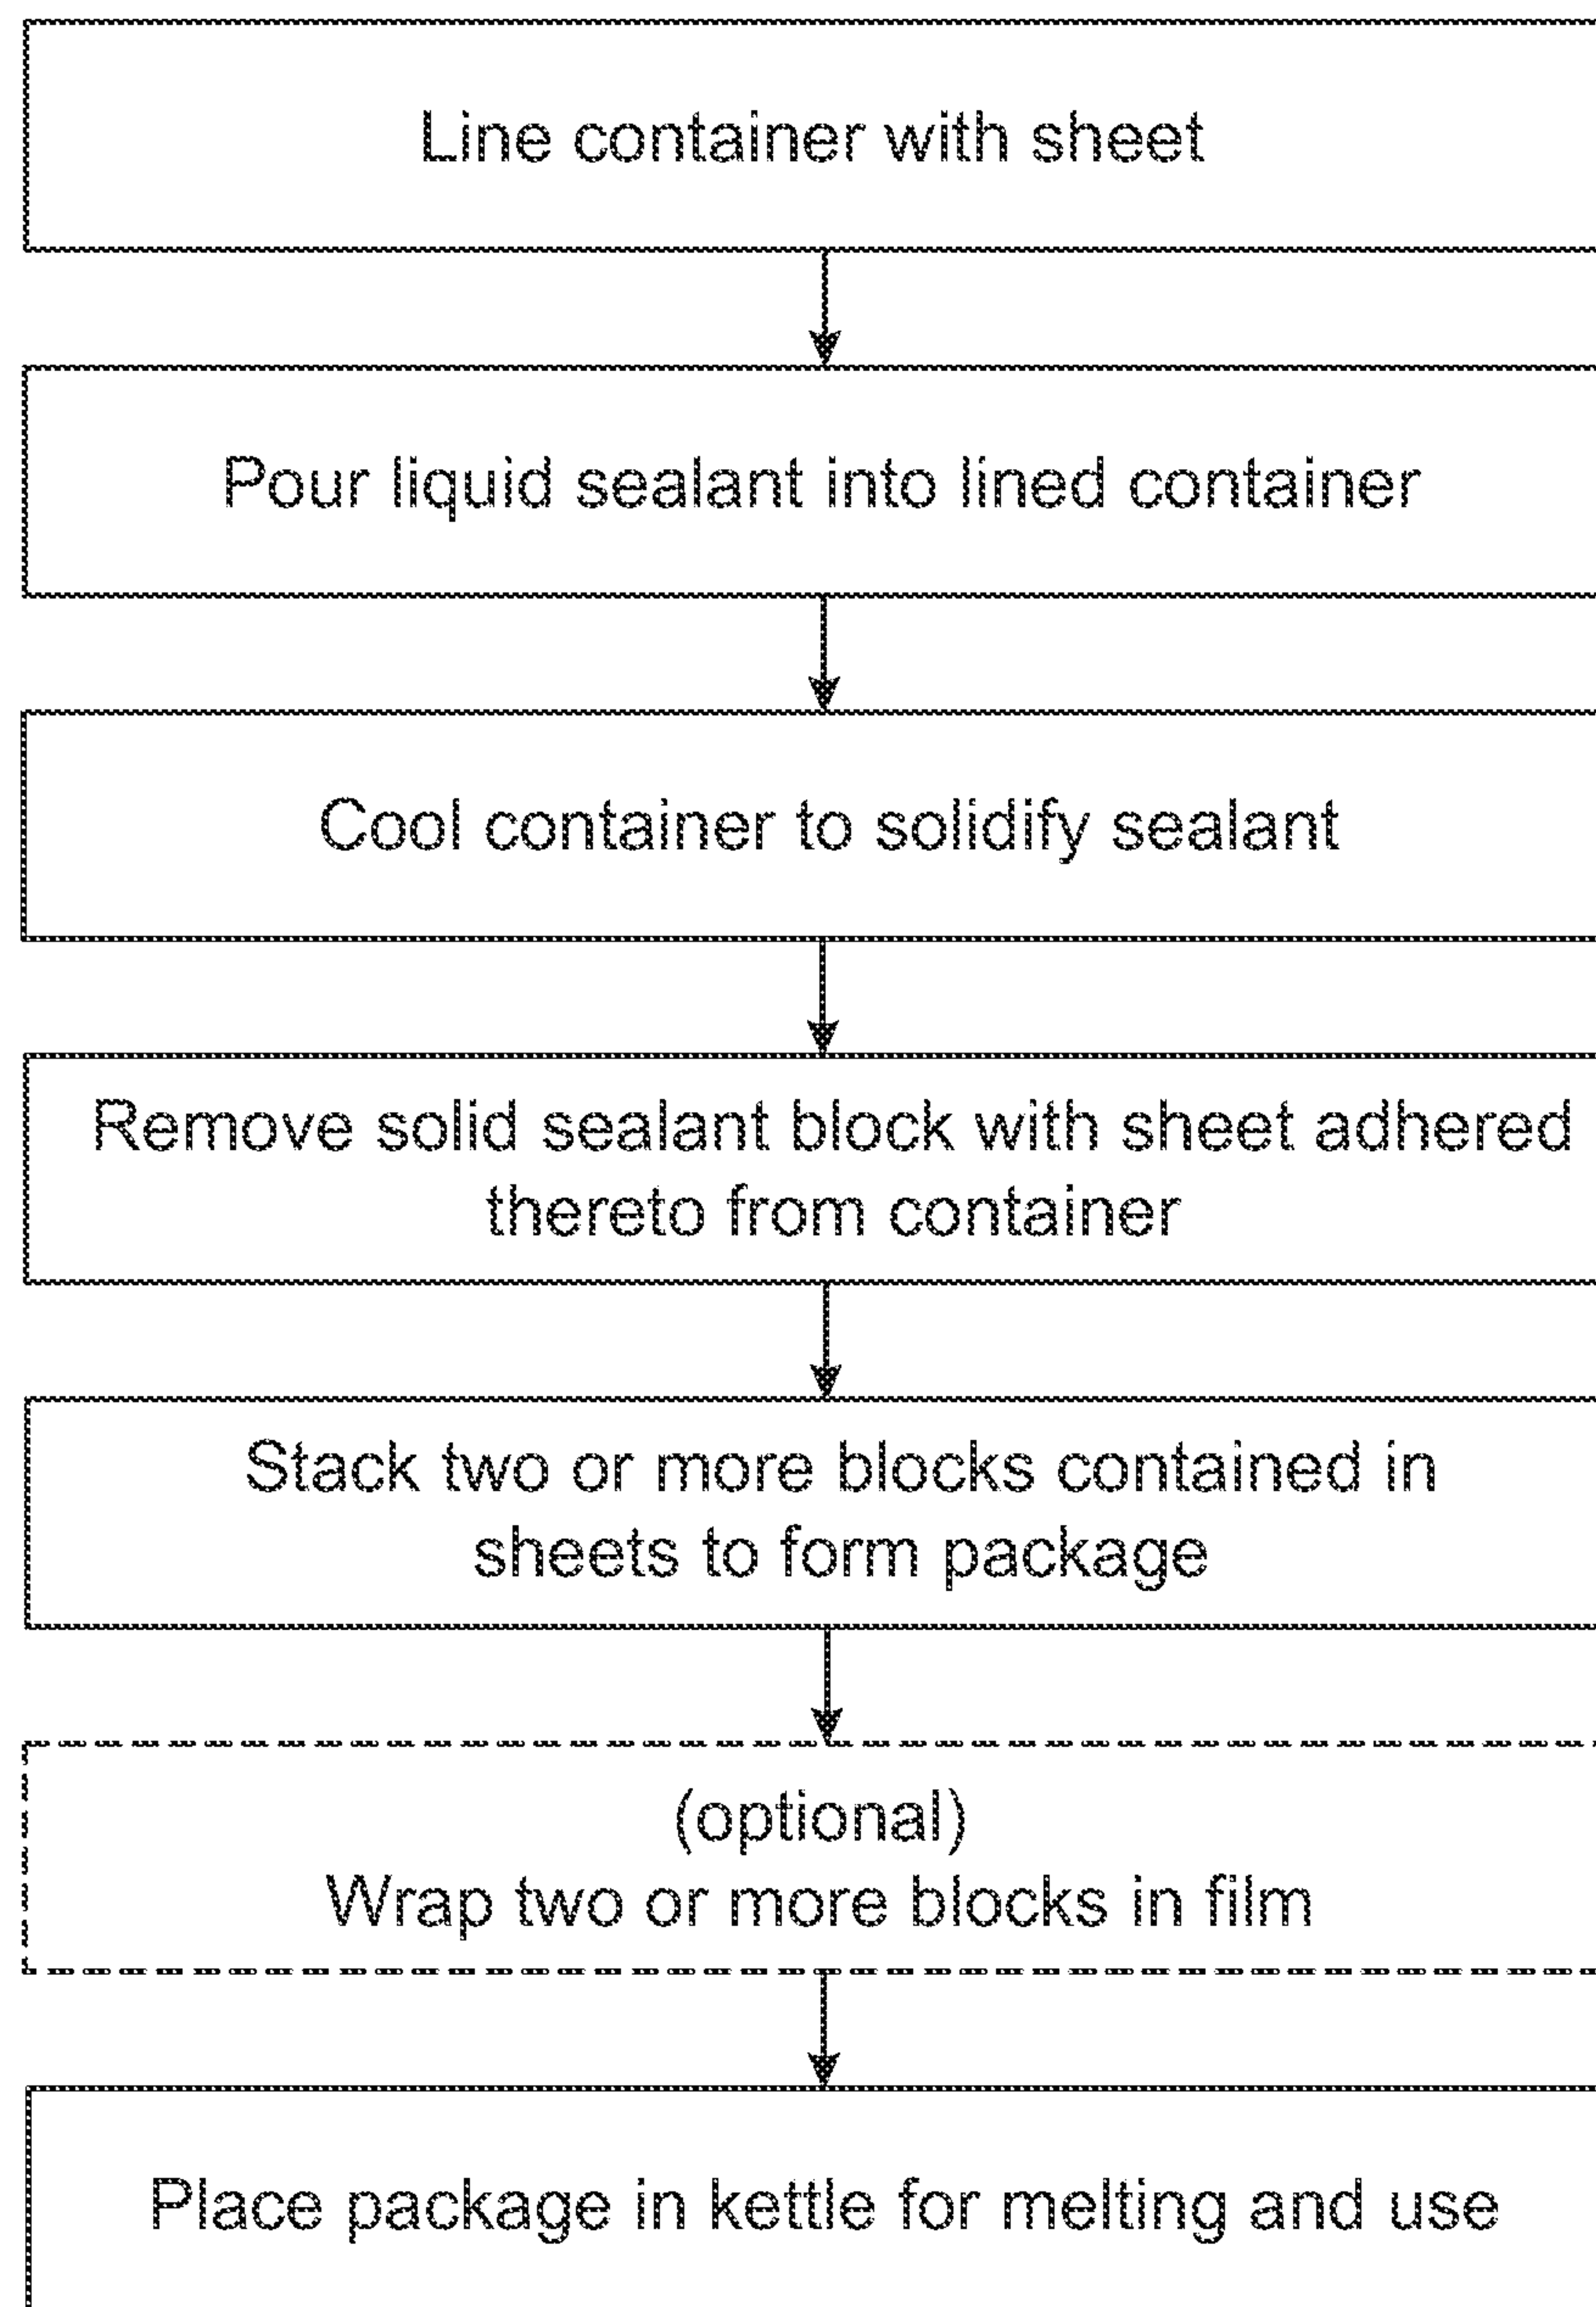 Line container with sheet
Pour liquid sealant into lined container
Cool container to solidify sealant
Remove solid sealant block with sheet adhered
thereto from container
Stack two or more blocks contained in
sheets to form package
(optional)
Wrap two or more blocks in film
Place package in kettle for melting and use